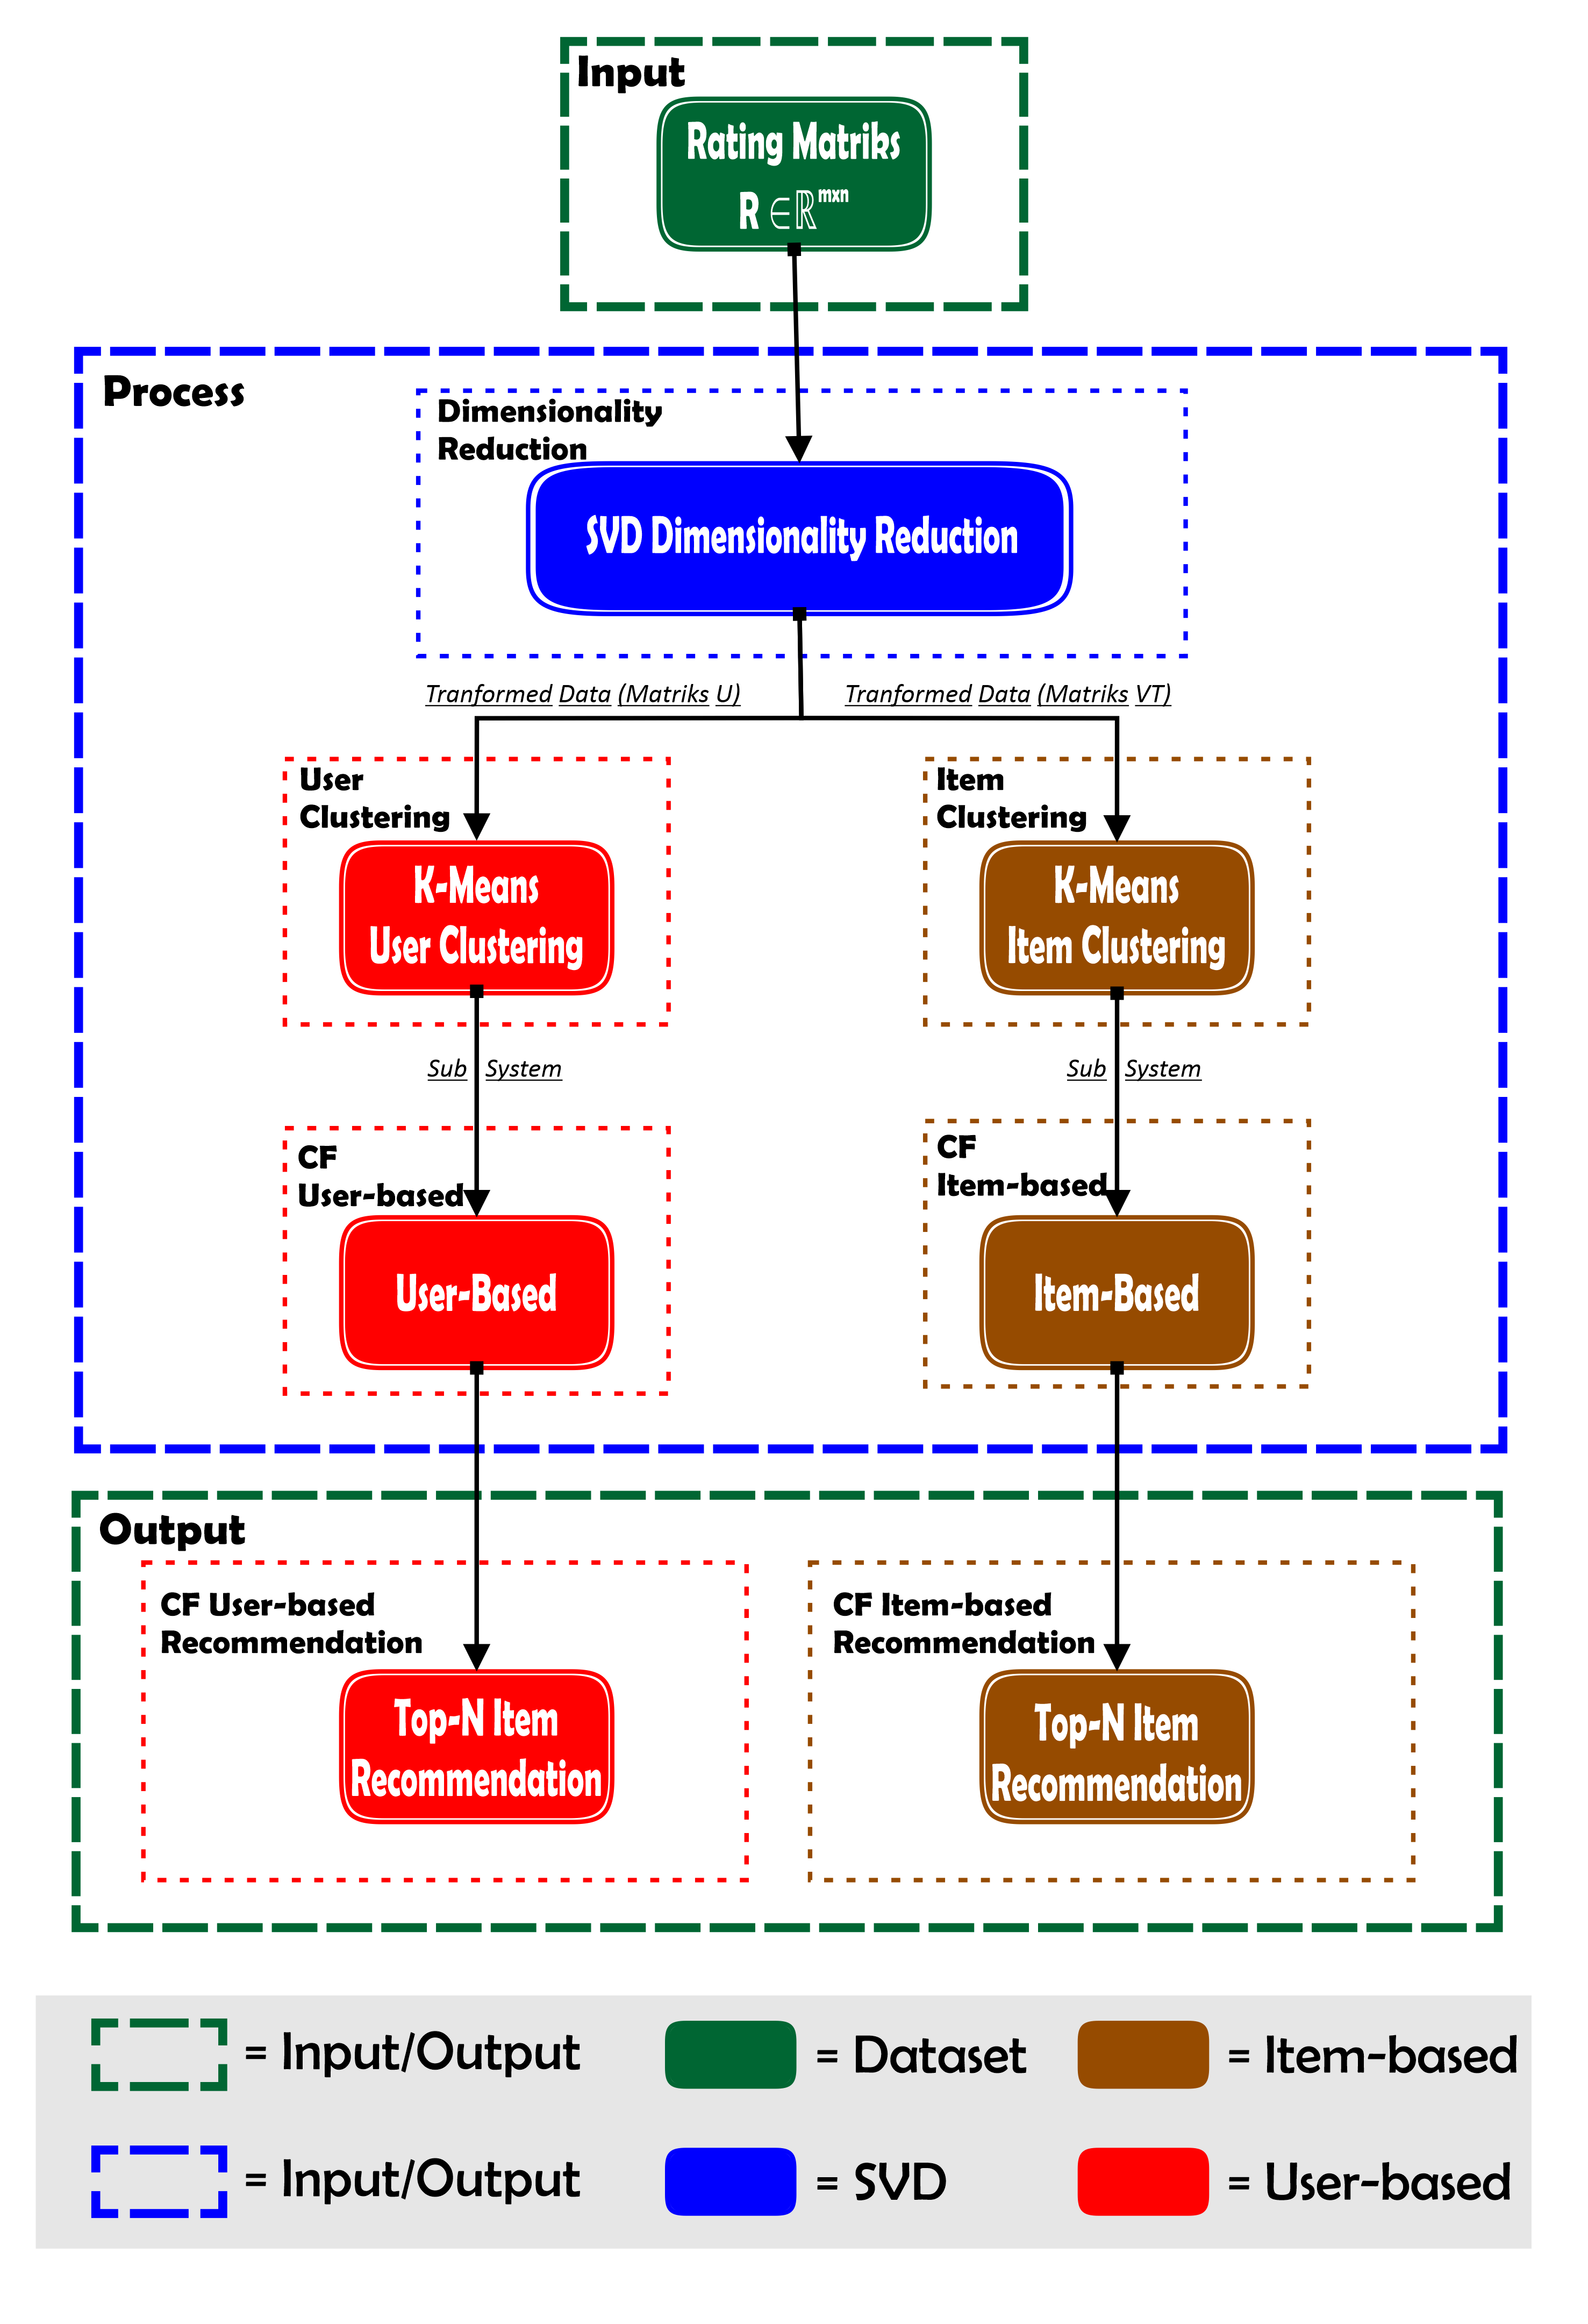 Input
Rating Matriks
R ∈ ℝ^mxn
Process
Dimensionality
Reduction
SVD Dimensionality Reduction
Tranformed Data (Matriks U)
Tranformed Data (Matriks VT)
User
Clustering
K-Means
User Clustering
Item
Clustering
K-Means
Item Clustering
Sub System
Sub System
CF
User-based
User-Based
CF
Item-based
Item-Based
Output
CF User-based
Recommendation
Top-N Item
Recommendation
CF Item-based
Recommendation
Top-N Item
Recommendation
= Input/Output
= Dataset
= Item-based
= Input/Output
= SVD
= User-based